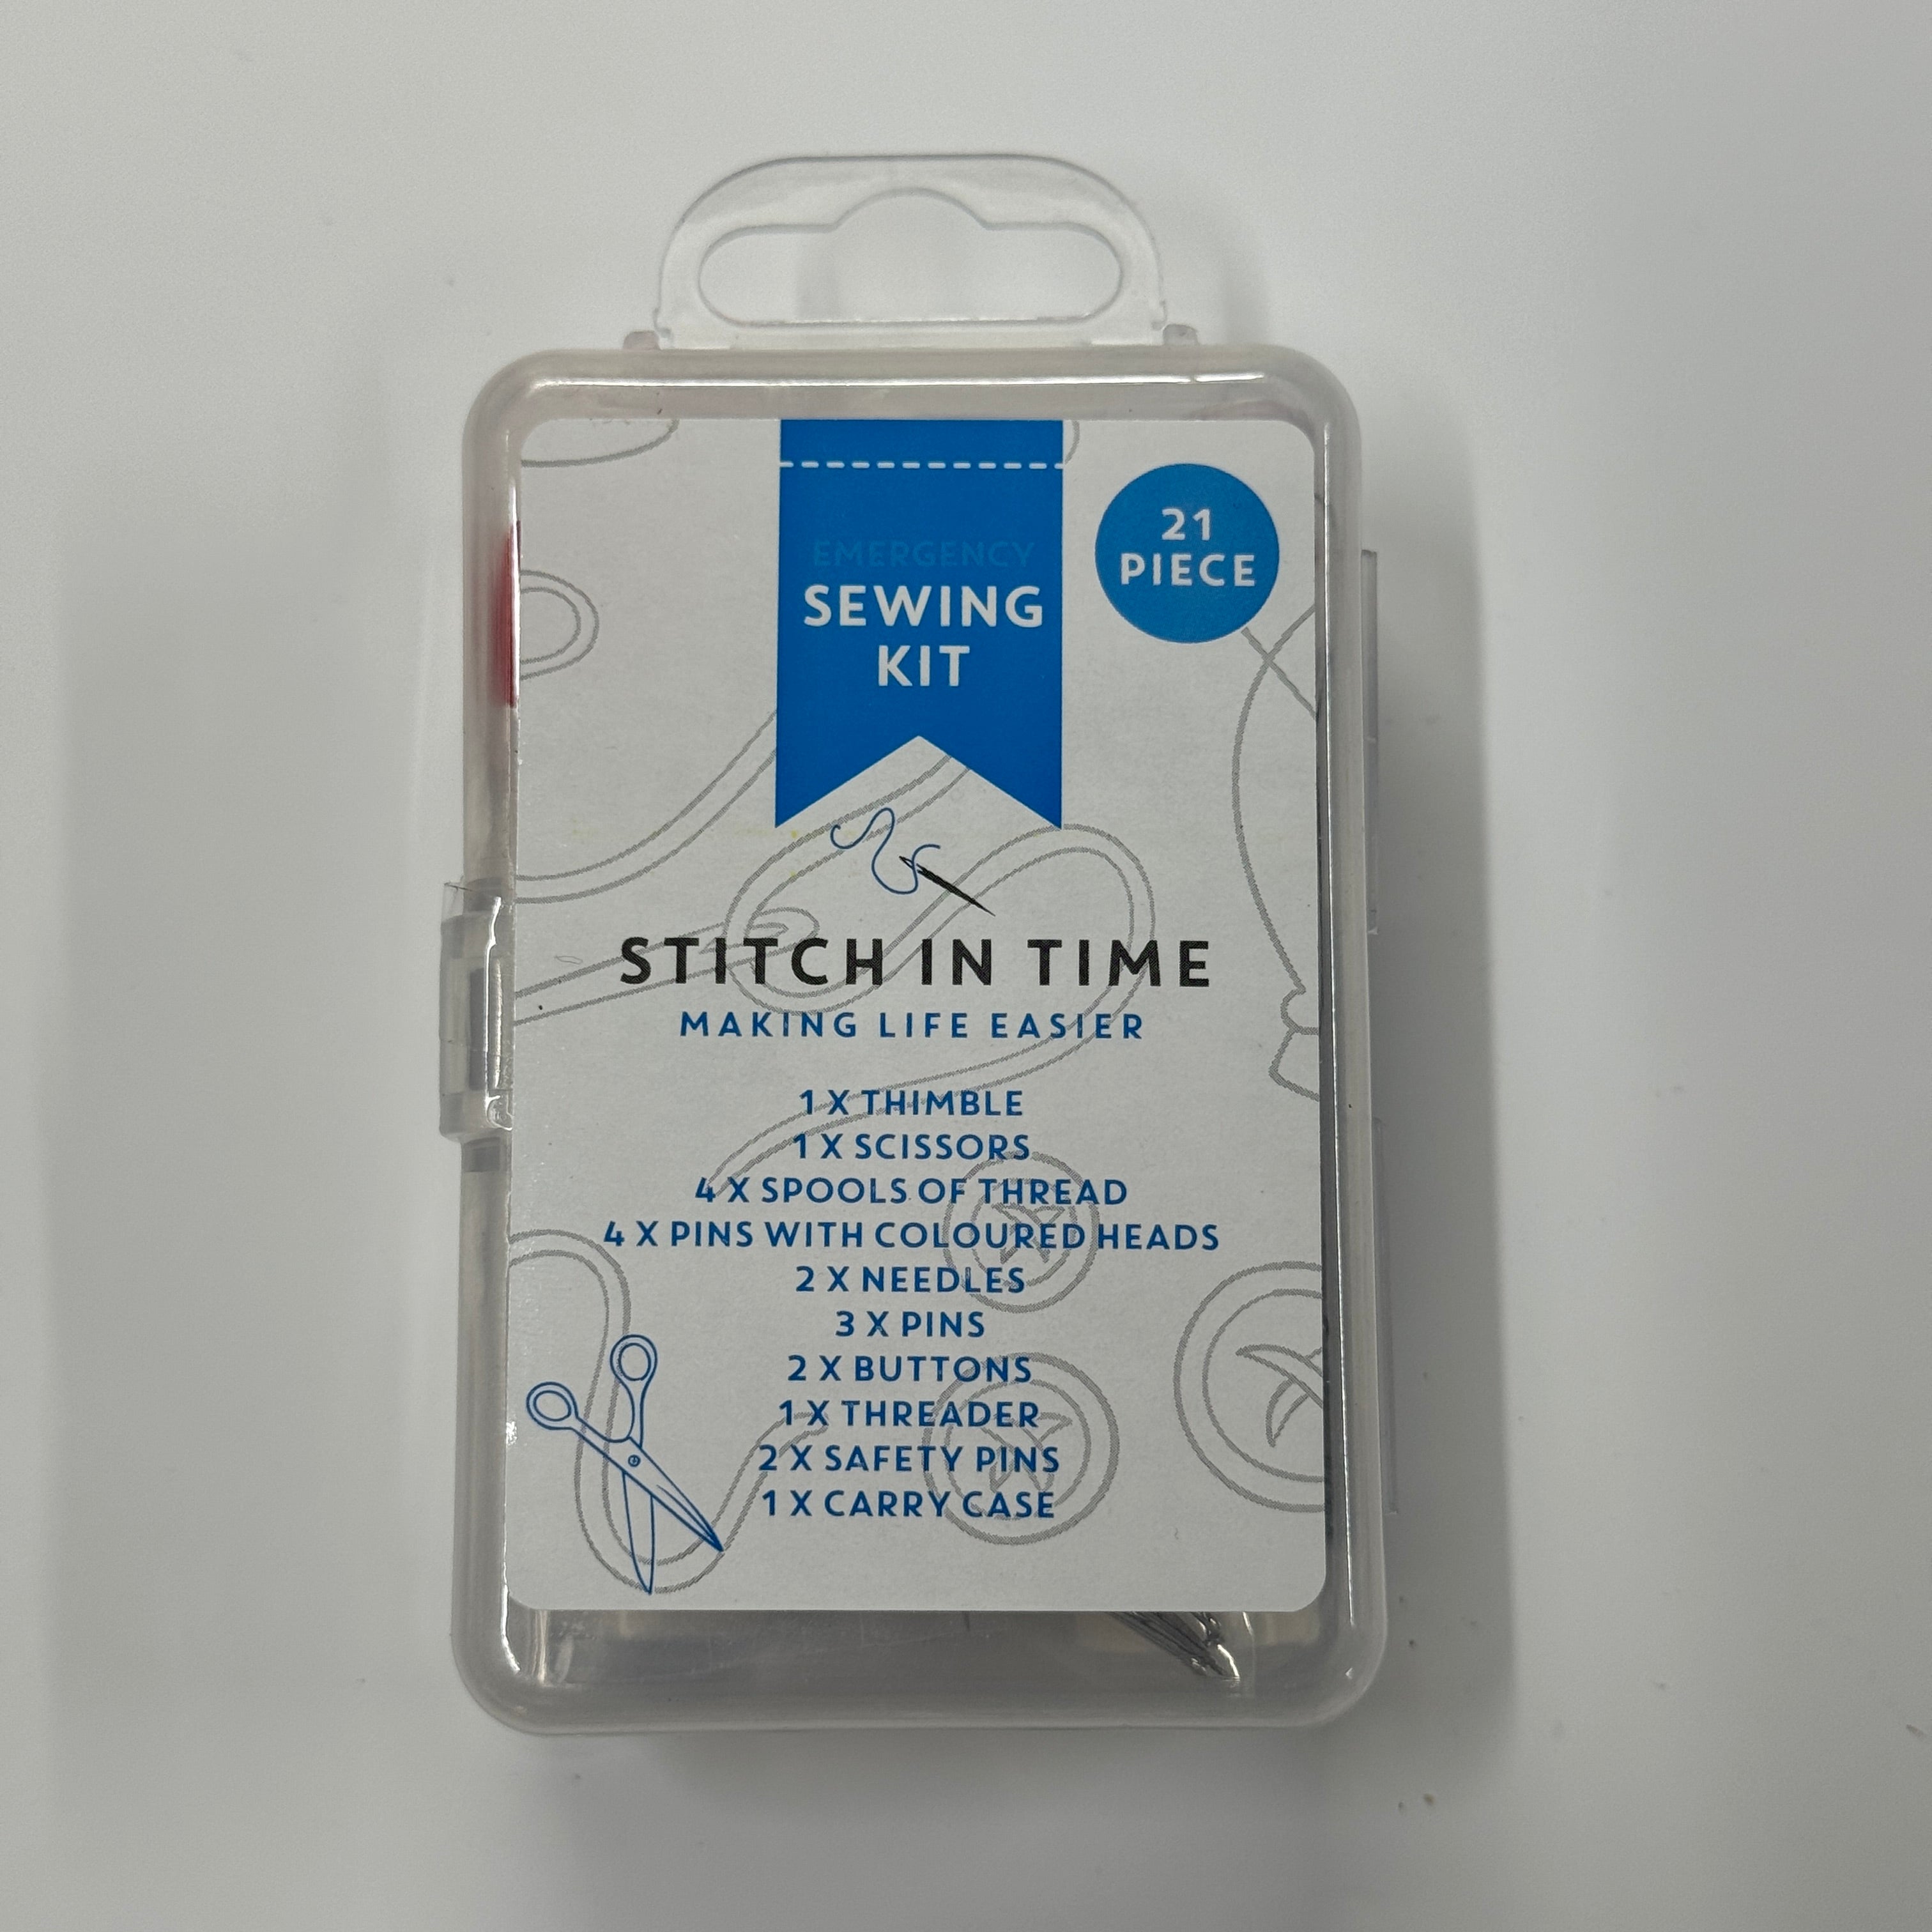 EMERGENCY
SEWING
KIT
21
PIECE
STITCH IN TIME
MAKING LIFE EASIER
1 X THIMBLE
1 X SCISSORS
4 X SPOOLS OF THREAD
4 X PINS WITH COLOURED HEADS
2 X NEEDLES
3 X PINS
2 X BUTTONS
1 X THREADER
2 X SAFETY PINS
1 X CARRY CASE